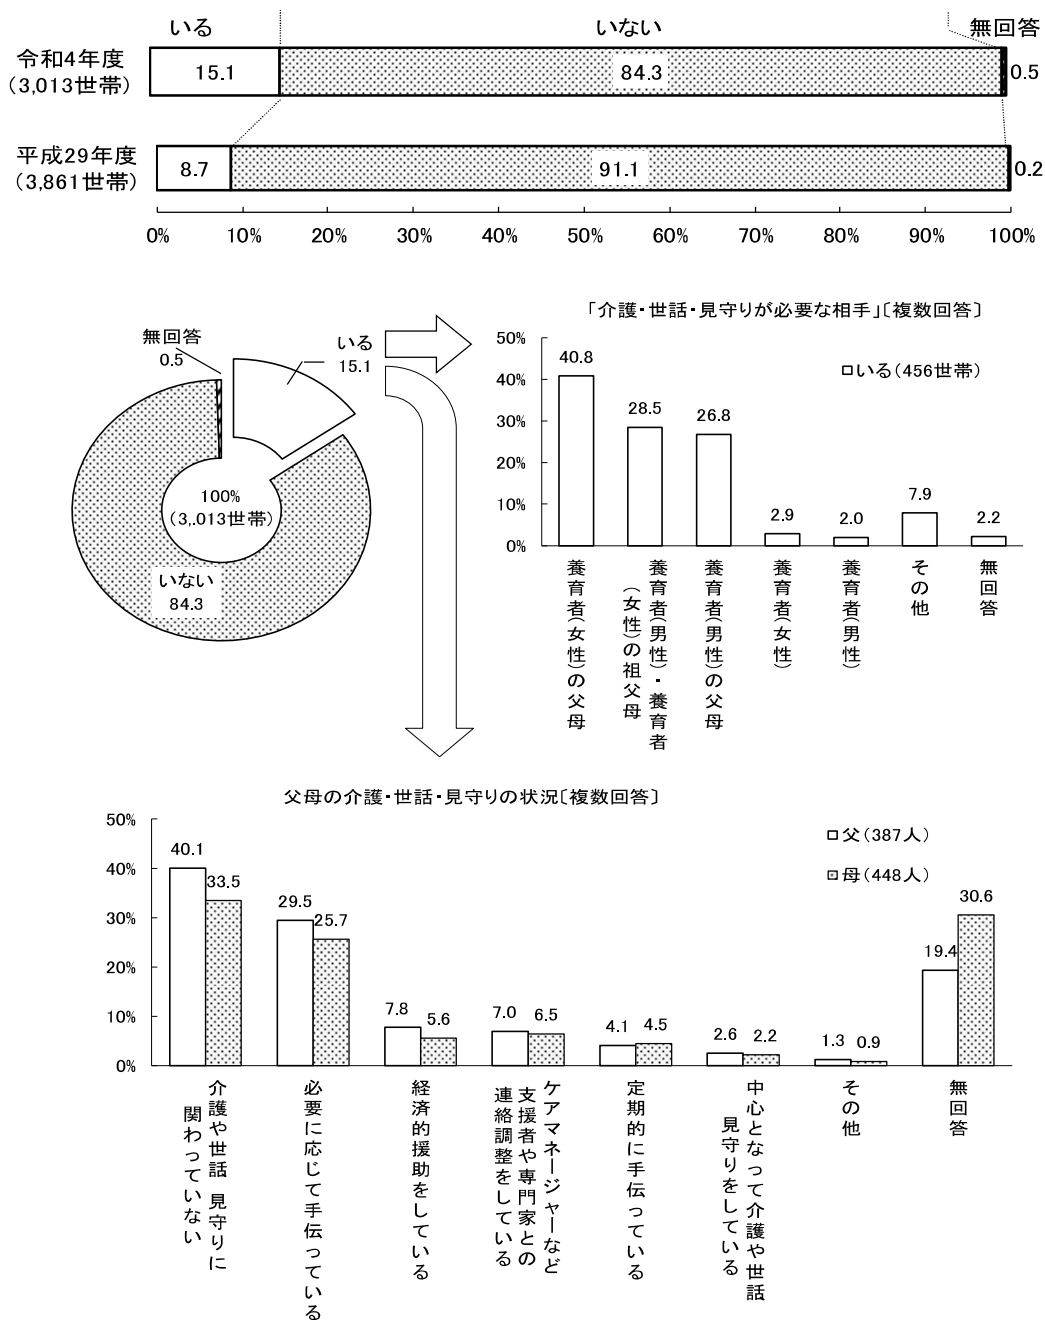 いる いない 無回答
令和4年度
(3,013世帯)
15.1 84.3 0.5
平成29年度
(3,861世帯)
8.7 91.1 0.2
0% 10% 20% 30% 40% 50% 60% 70% 80% 90% 100%
無回答
0.5
いる
15.1
100%
(3,.013世帯)
いない
84.3
「介護・世話・見守りが必要な相手」〔複数回答〕
50%
40%
30%
20%
10%
0%
いる(456世帯)
40.8 28.5 26.8 2.9 2.0 7.9 2.2
養育者(女性)の父母
養育者(男性)・養育者
(女性)の祖父母
養育者(男性)の父母
養育者(女性)
養育者(男性)
その他
無回答
父母の介護・世話・見守りの状況〔複数回答〕
50%
40%
30%
20%
10%
0%
父(387人)
母(448人)
40.1 33.5 29.5 25.7 7.8 5.6 7.0 6.5 4.1 4.5 2.6 2.2 1.3 0.9 19.4 30.6
介護や世話 見守りに
関わっていない
必要に応じて手伝っている
経済的援助をしている
ケアマネージャーなど
支援者や専門家との
連絡調整をしている
定期的に手伝っている
中心となって介護や世話
見守りをしている
その他
無回答